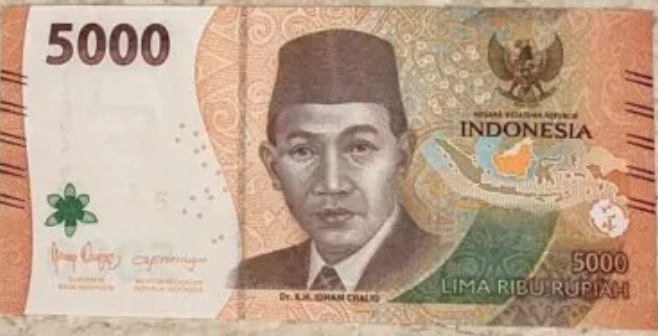 5000
NEGARA KESATUAN REPUBLIK
INDONESIA
5000
LIMA RIBU RUPIAH
GUBERNUR
BANK INDONESIA
MENTERI KEUANGAN
REPUBLIK INDONESIA
Dr. K.H. IDHAM CHALID